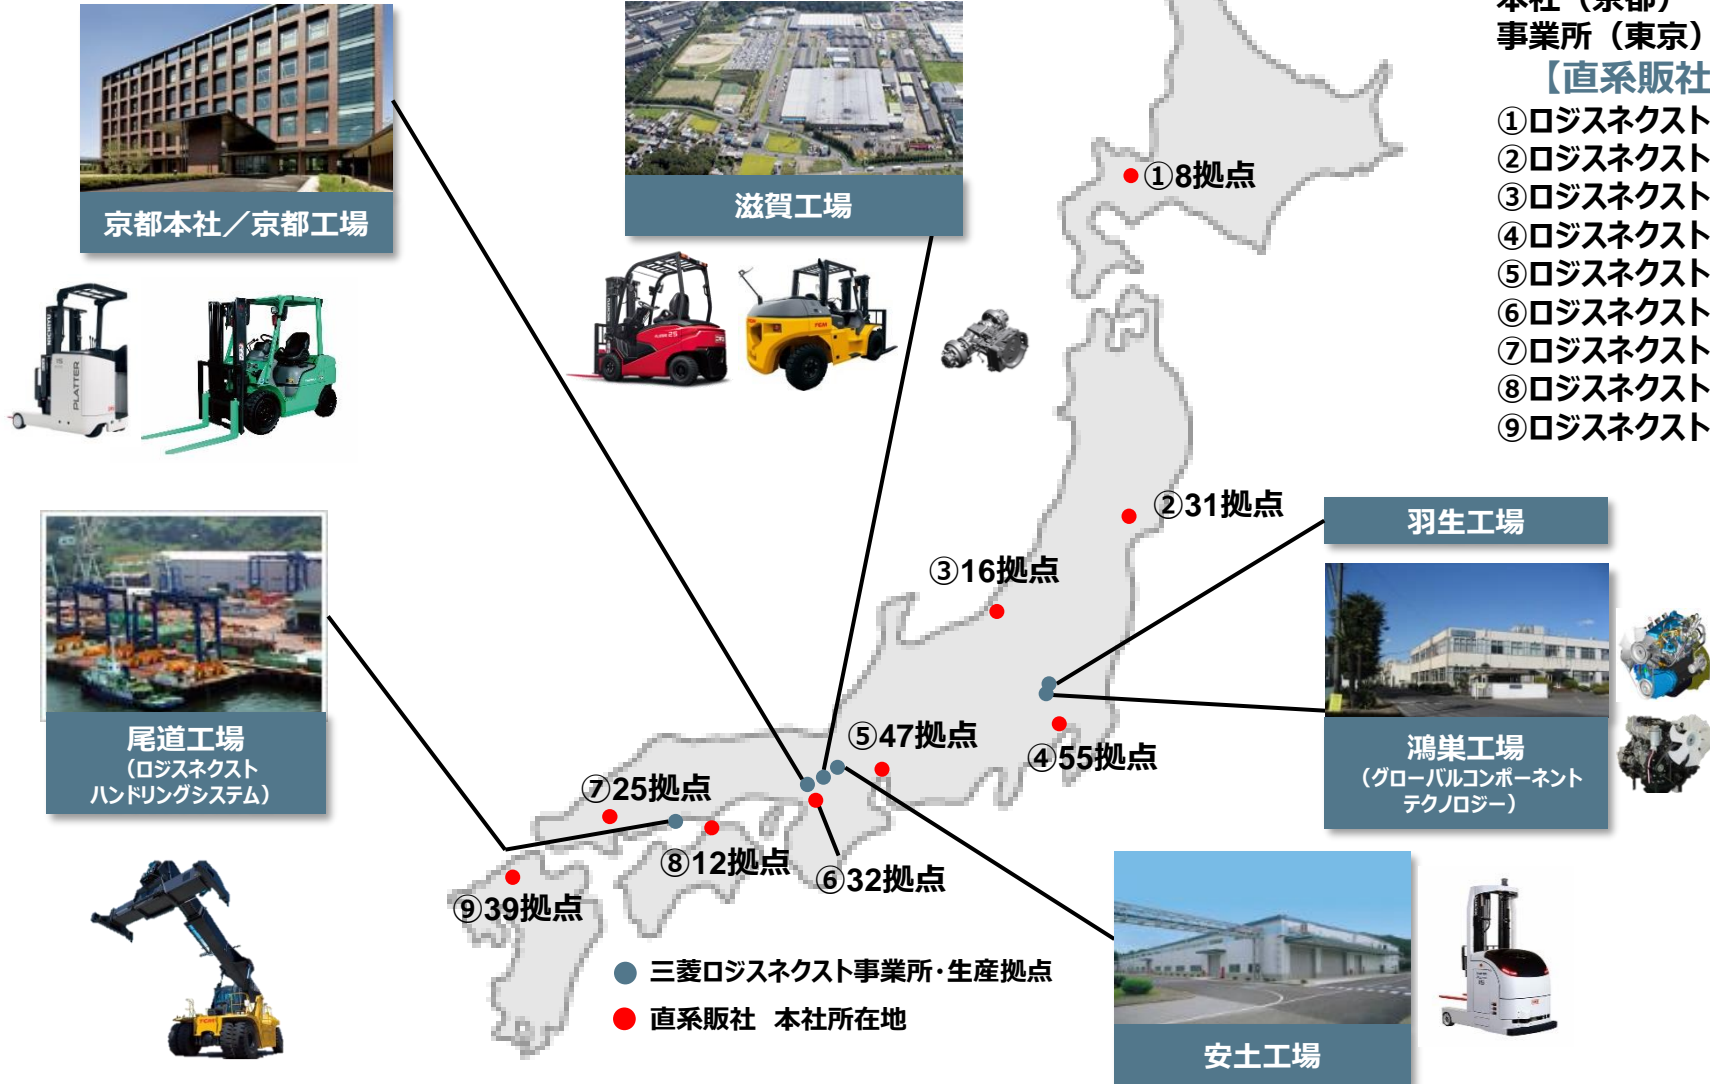 本社（京都）
事業所（東京）
【直系販社
①ロジスネクスト
②ロジスネクスト
③ロジスネクスト
④ロジスネクスト
⑤ロジスネクスト
⑥ロジスネクスト
⑦ロジスネクスト
⑧ロジスネクスト
⑨ロジスネクスト
京都本社／京都工場
滋賀工場
①8拠点
PLATTER
②31拠点
羽生工場
③16拠点
尾道工場
（ロジスネクスト
ハンドリングシステム）
⑤47拠点
④55拠点
鴻巣工場
（グローバルコンポーネント
テクノロジー）
⑦25拠点
⑧12拠点
⑥32拠点
⑨39拠点
三菱ロジスネクスト事業所・生産拠点
直系販社 本社所在地
安土工場